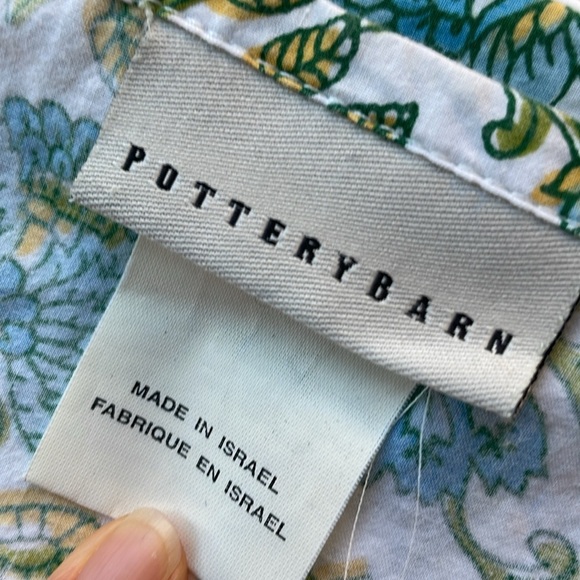 POTTERYBARN
MADE IN ISRAEL
FABRIQUE EN ISRAEL